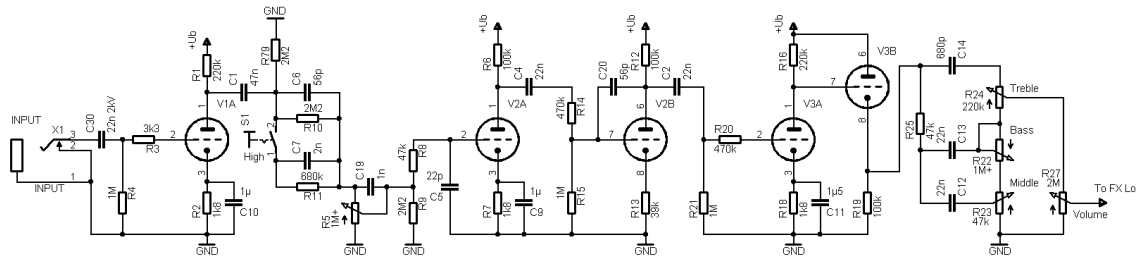 GND
+Ub
+Ub
+Ub
+Ub
R1
220k
C1
47n
R79
2M2
C6
56p
R6
100k
C4
22n
C20
56p
R12
100k
C2
22n
R16
220k
V3B
6
7
8
680p
C14
INPUT
X1
3
2
1
INPUT
C30
22n 2kV
3k3
R3
R4
1M
V1A
1
2
3
R2
1k8
1µ
C10
S1
High
2
1
2M2
R10
C7
2n
680k
R11
C19
1n
R5
1M+
2M2
R9
47k
R8
22p
C5
V2A
1
2
3
R7
1k8
1µ
C9
470k
R14
1M
R15
V2B
6
7
8
R13
39k
R20
470k
R21
1M
V3A
1
2
3
R18
1k8
1µ5
C11
R19
100k
R25
47k
22n
C13
22n
C12
R24
220k
Treble
Bass
R22
1M+
Middle
R23
47k
R27
2M
Volume
To FX Lo
GND
GND
GND
GND
GND
GND